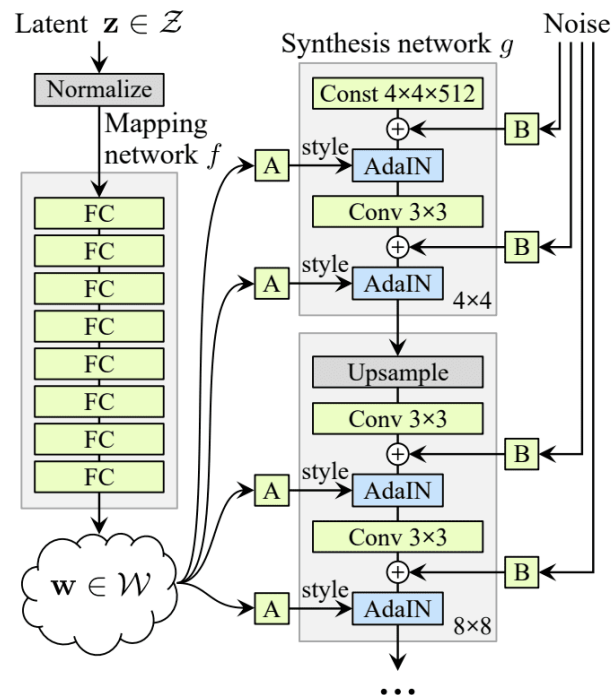 Latent z ∈ 𝒵
Normalize
Mapping
network f
FC
FC
FC
FC
FC
FC
FC
FC
w ∈ 𝒲
Synthesis network g
Noise
Const 4×4×512
B
A
style
AdaIN
Conv 3×3
B
A
style
AdaIN
4×4
Upsample
Conv 3×3
B
A
style
AdaIN
Conv 3×3
B
A
style
AdaIN
8×8
...